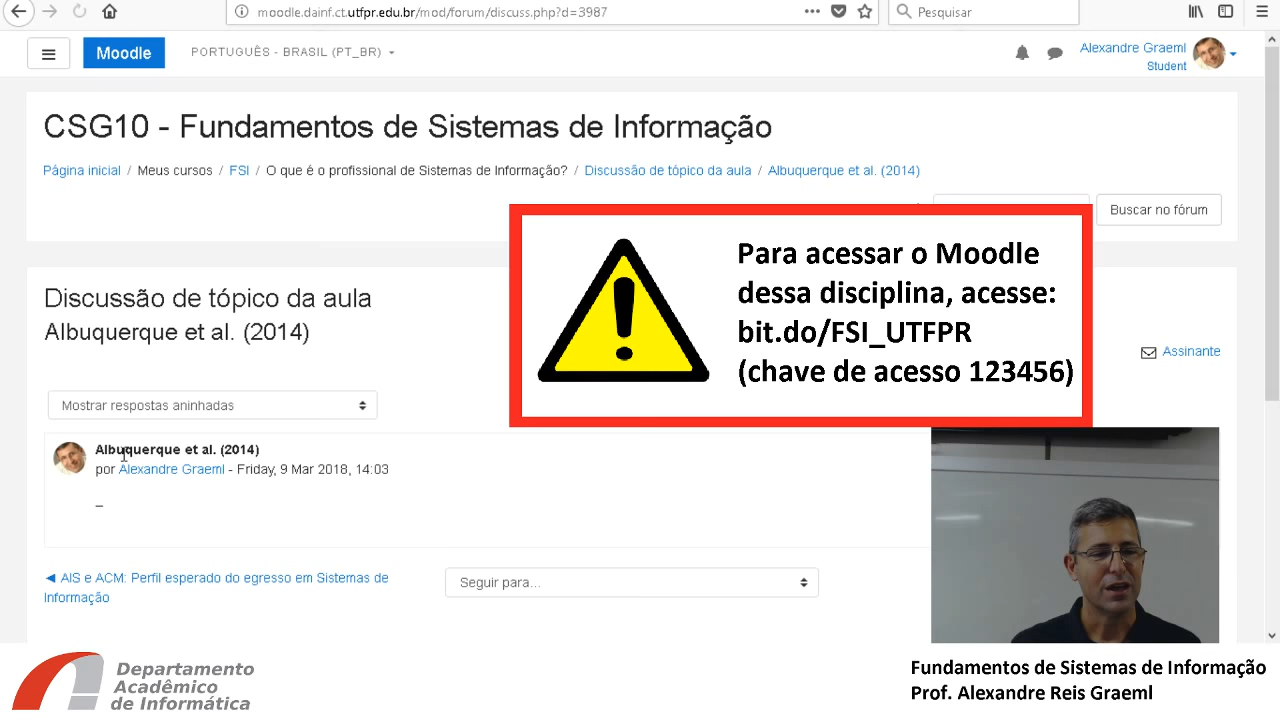 moodle.dainf.ct.utfpr.edu.br/mod/forum/discuss.php?d=3987
Pesquisar
Moodle
PORTUGUÊS - BRASIL (PT_BR)
Alexandre Graeml
Student
CSG10 - Fundamentos de Sistemas de Informação
Página inicial / Meus cursos / FSI / O que é o profissional de Sistemas de Informação? / Discussão de tópico da aula / Albuquerque et al. (2014)
Buscar no fórum
Para acessar o Moodle
dessa disciplina, acesse:
bit.do/FSI_UTFPR
(chave de acesso 123456)
Discussão de tópico da aula
Albuquerque et al. (2014)
Assinante
Mostrar respostas aninhadas
Albuquerque et al. (2014)
por Alexandre Graeml - Friday, 9 Mar 2018, 14:03
–
◄ AIS e ACM: Perfil esperado do egresso em Sistemas de
Informação
Seguir para...
Departamento
Acadêmico
de Informática
Fundamentos de Sistemas de Informação
Prof. Alexandre Reis Graeml